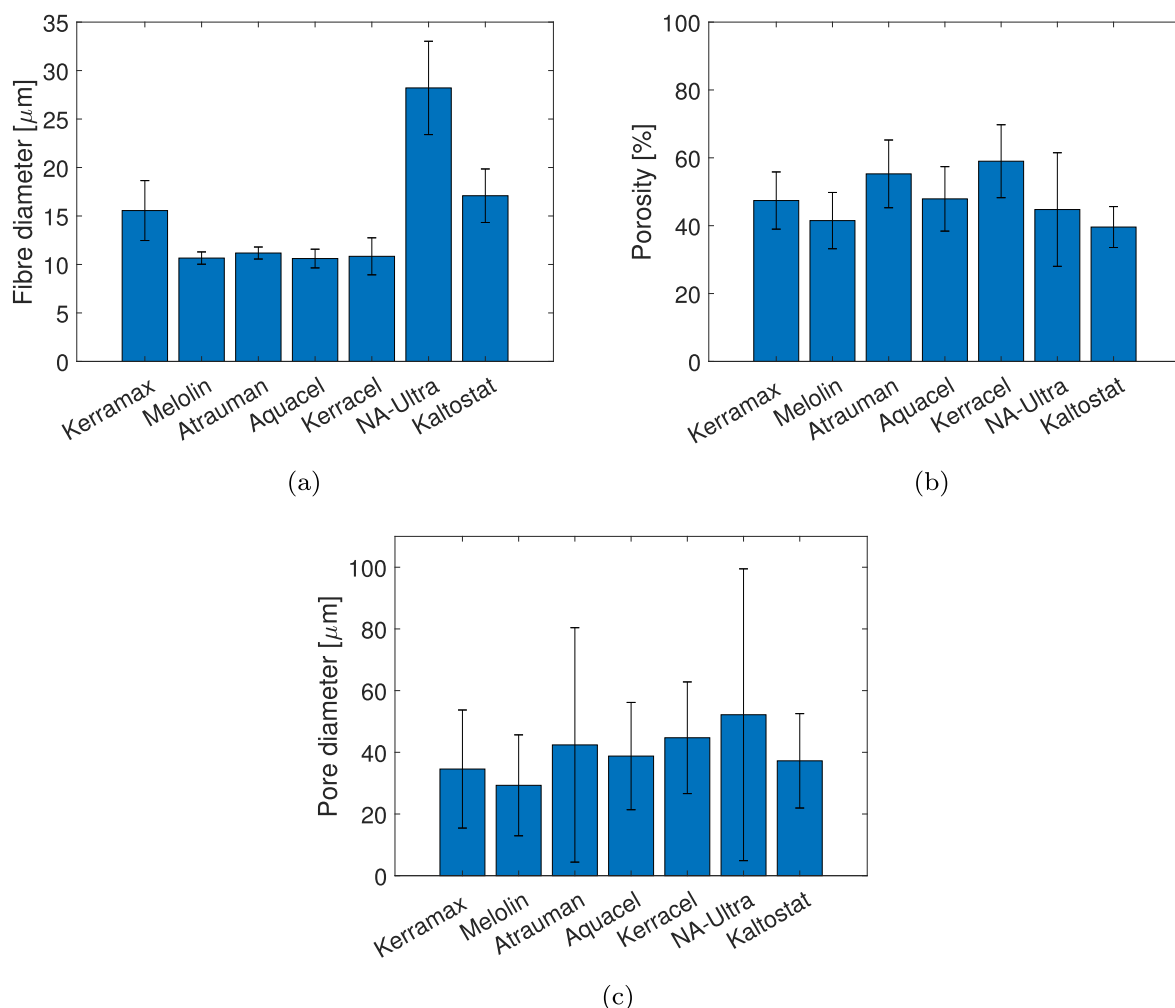 Fibre diameter [μm]
35
30
25
20
15
10
5
0
Kerramax
Melolin
Atrauman
Aquacel
Kerracel
NA-Ultra
Kaltostat
(a)
Porosity [%]
100
80
60
40
20
0
Kerramax
Melolin
Atrauman
Aquacel
Kerracel
NA-Ultra
Kaltostat
(b)
Pore diameter [μm]
100
80
60
40
20
0
Kerramax
Melolin
Atrauman
Aquacel
Kerracel
NA-Ultra
Kaltostat
(c)